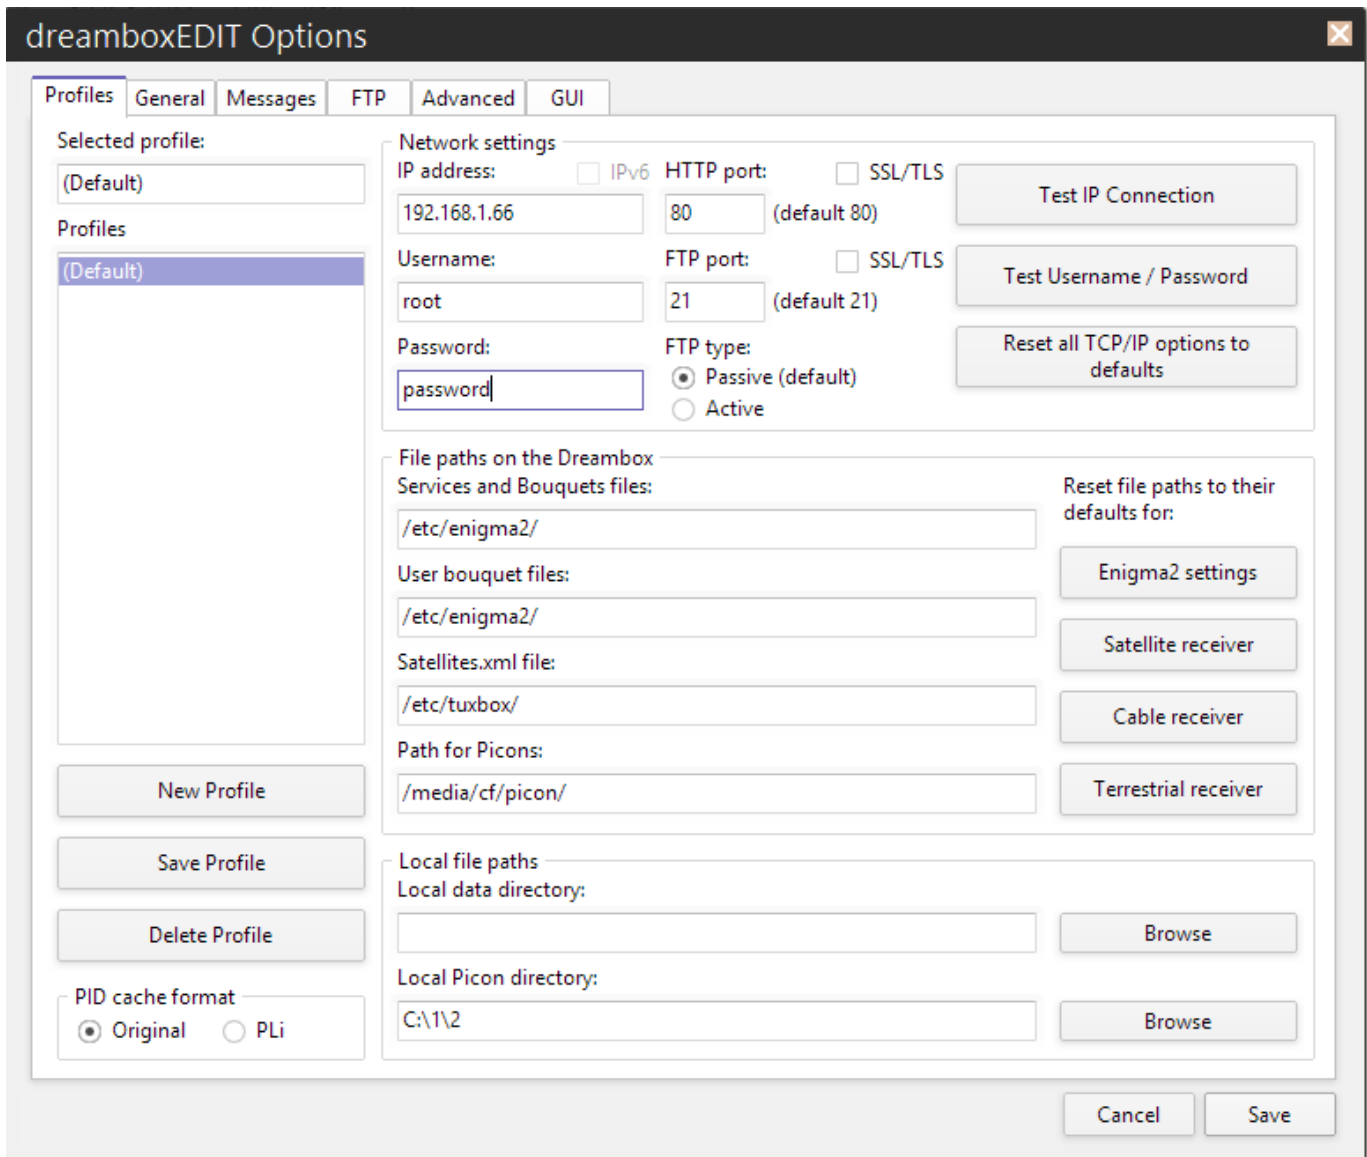 dreamboxEDIT Options
Profiles
General
Messages
FTP
Advanced
GUI
Selected profile:
(Default)
Profiles
(Default)
New Profile
Save Profile
Delete Profile
PID cache format
Original
PLi
Network settings
IP address:
IPv6
HTTP port:
SSL/TLS
192.168.1.66
80
(default 80)
Username:
FTP port:
SSL/TLS
root
21
(default 21)
Password:
FTP type:
password
Passive (default)
Active
Test IP Connection
Test Username / Password
Reset all TCP/IP options to
defaults
File paths on the Dreambox
Services and Bouquets files:
/etc/enigma2/
User bouquet files:
/etc/enigma2/
Satellites.xml file:
/etc/tuxbox/
Path for Picons:
/media/cf/picon/
Reset file paths to their
defaults for:
Enigma2 settings
Satellite receiver
Cable receiver
Terrestrial receiver
Local file paths
Local data directory:
Browse
Local Picon directory:
C:\1\2
Browse
Cancel
Save